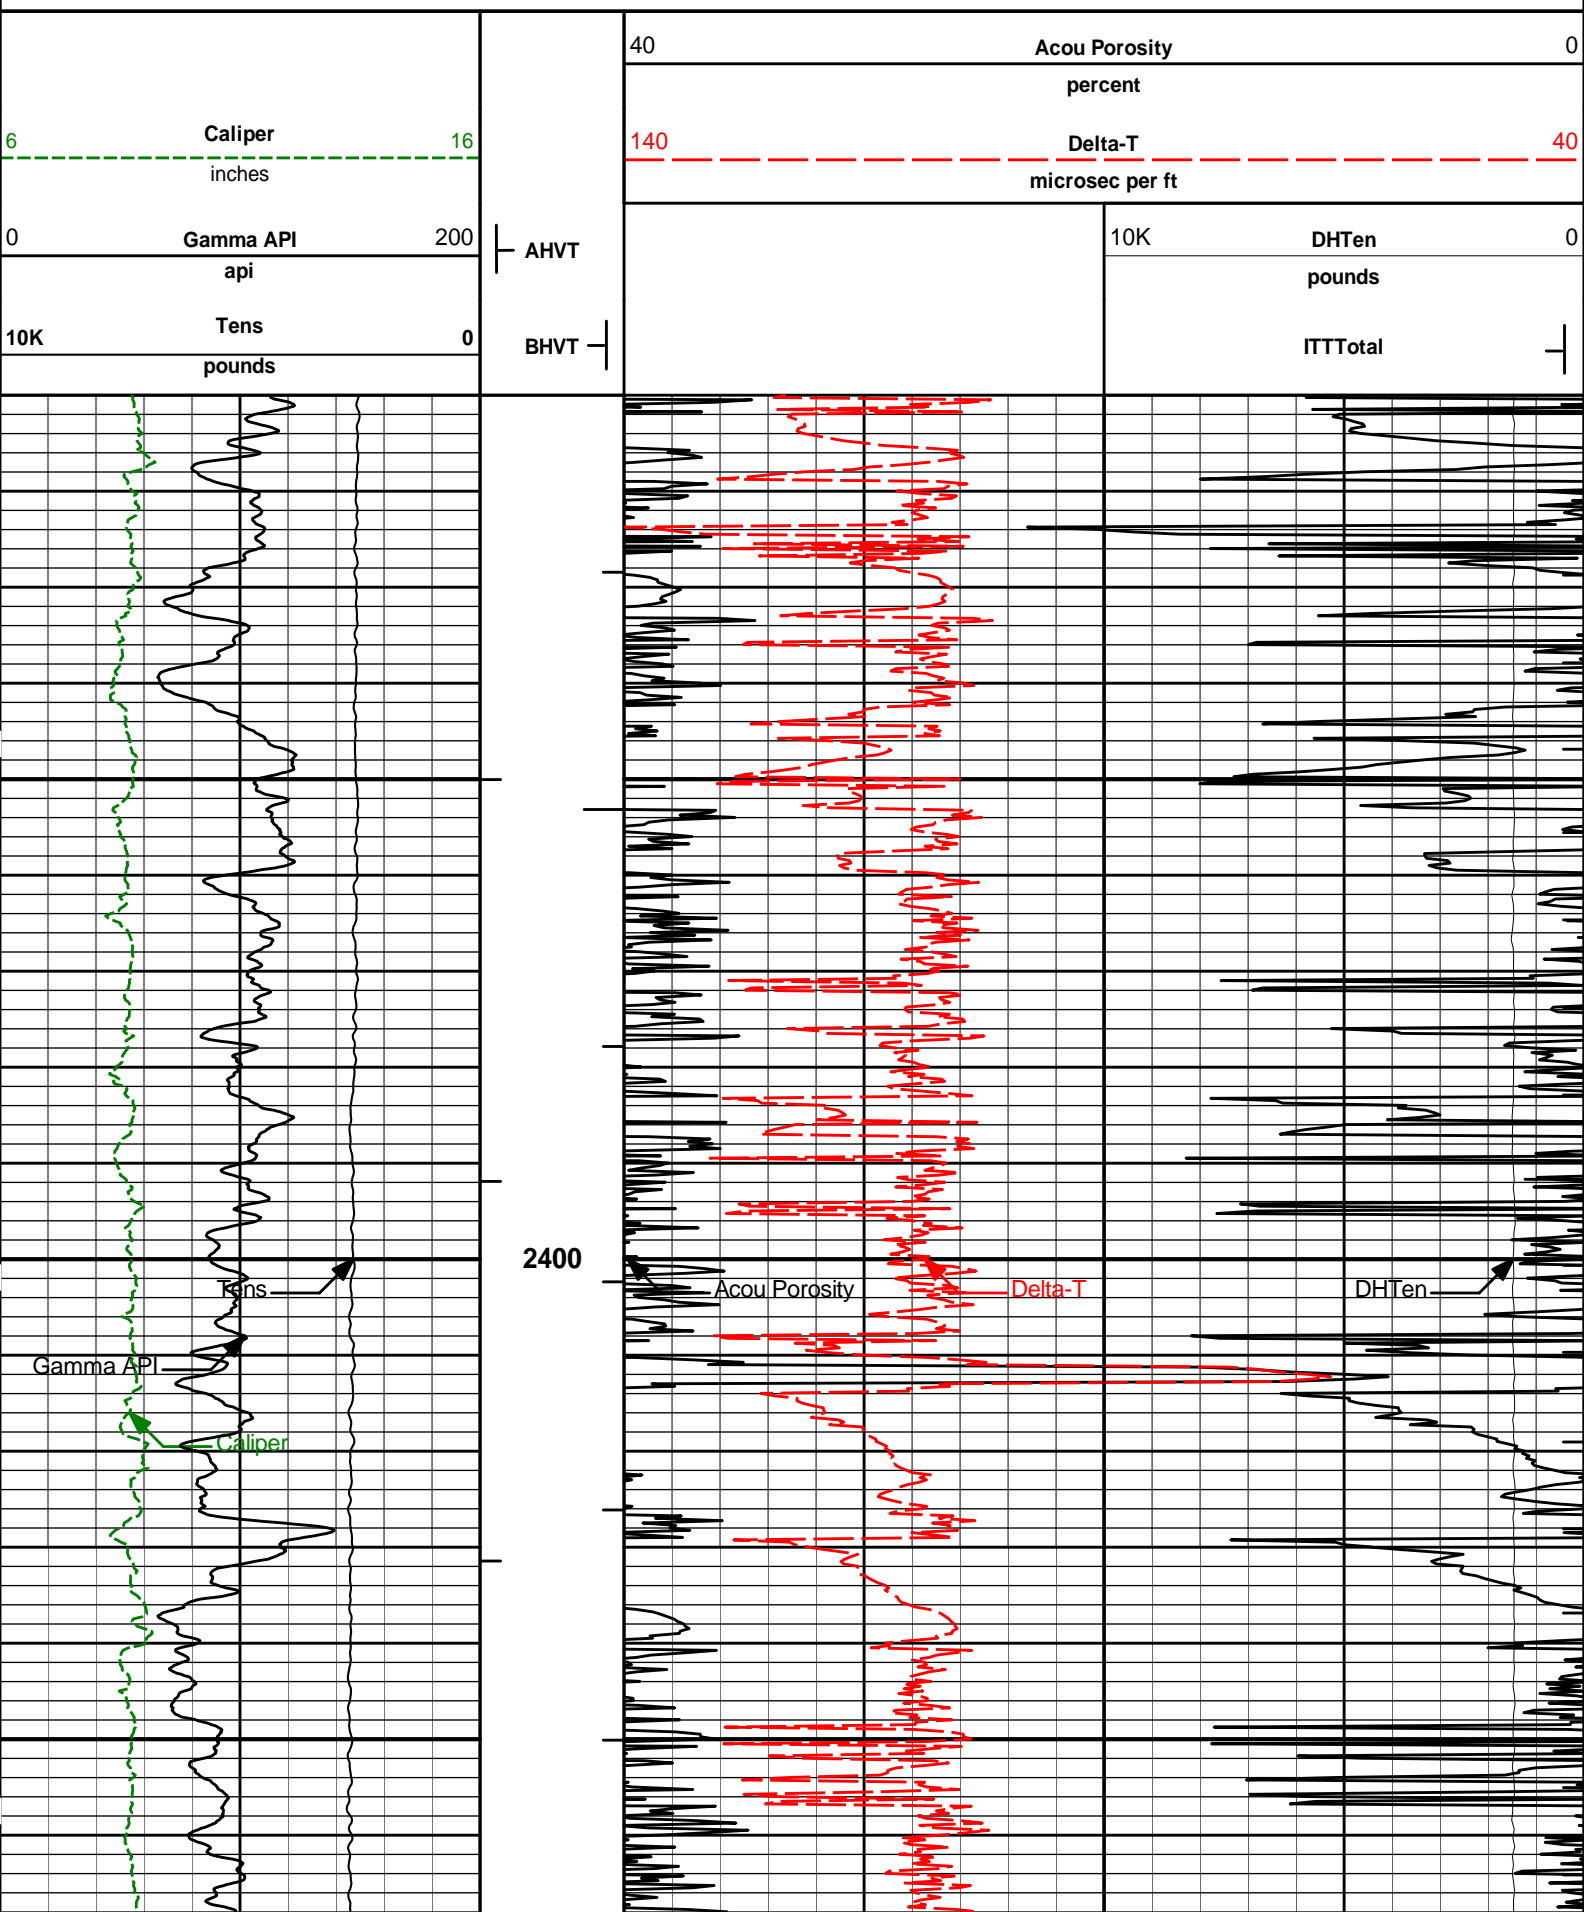 40 Acou Porosity 0
percent
6 Caliper 16
inches
140 Delta-T 40
microsec per ft
0 Gamma API 200
api
AHVT
10K DHTen 0
pounds
10K Tens 0
pounds
BHVT
ITTTotal
2400
Tens
Acou Porosity
Delta-T
DHTen
Gamma API
Caliper